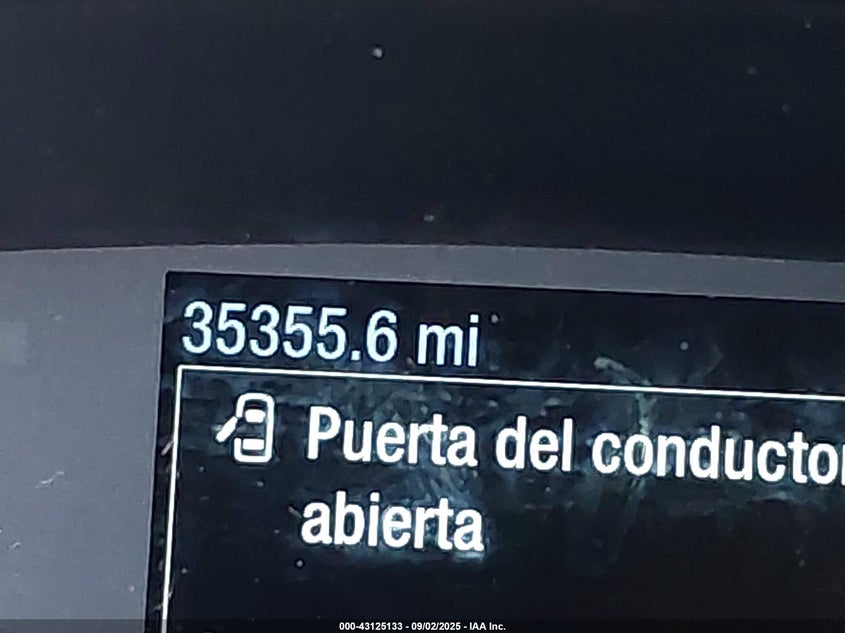 35355.6 mi
Puerta del conductor
abierta
000-43125133 - 09/02/2025 - IAA Inc.